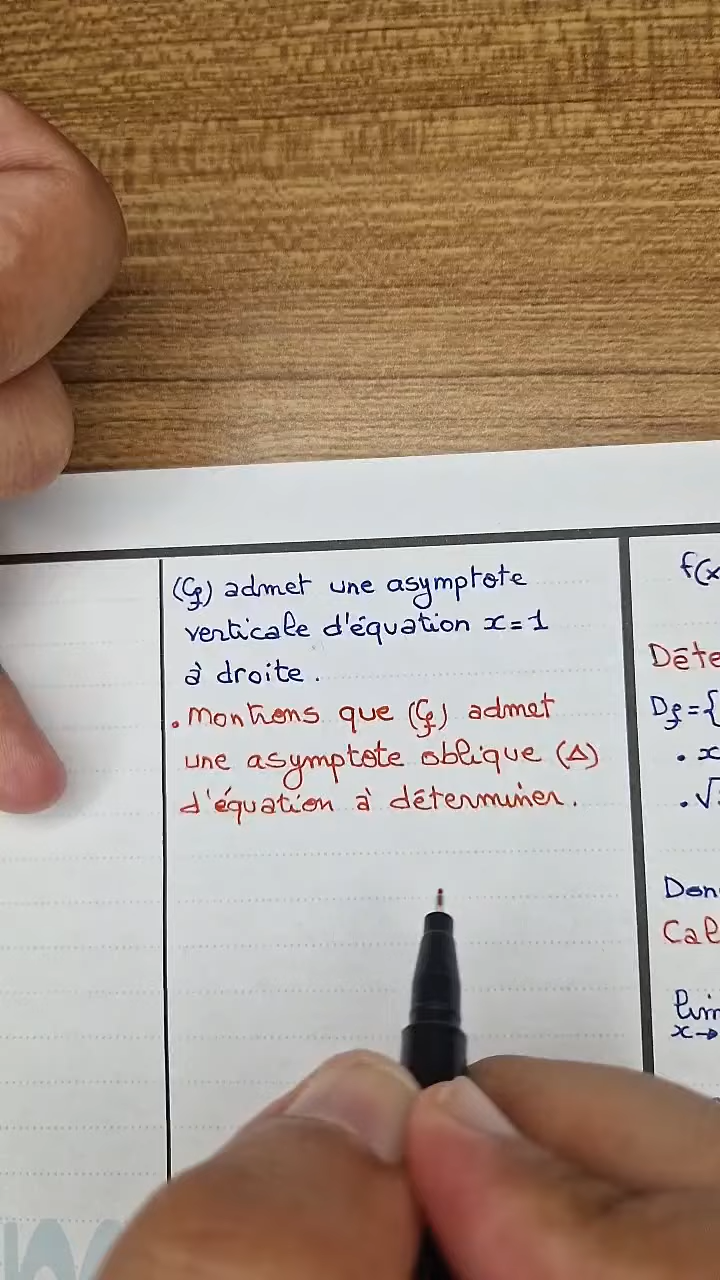 (Cf) admet une asymptote
verticale d'équation x=1
à droite.
.Montrons que (Cf) admet
une asymptote oblique (Δ)
d'équation à déterminer.
f(x
Déte
Df={
. x
.√
Don
Cal
lim
x→